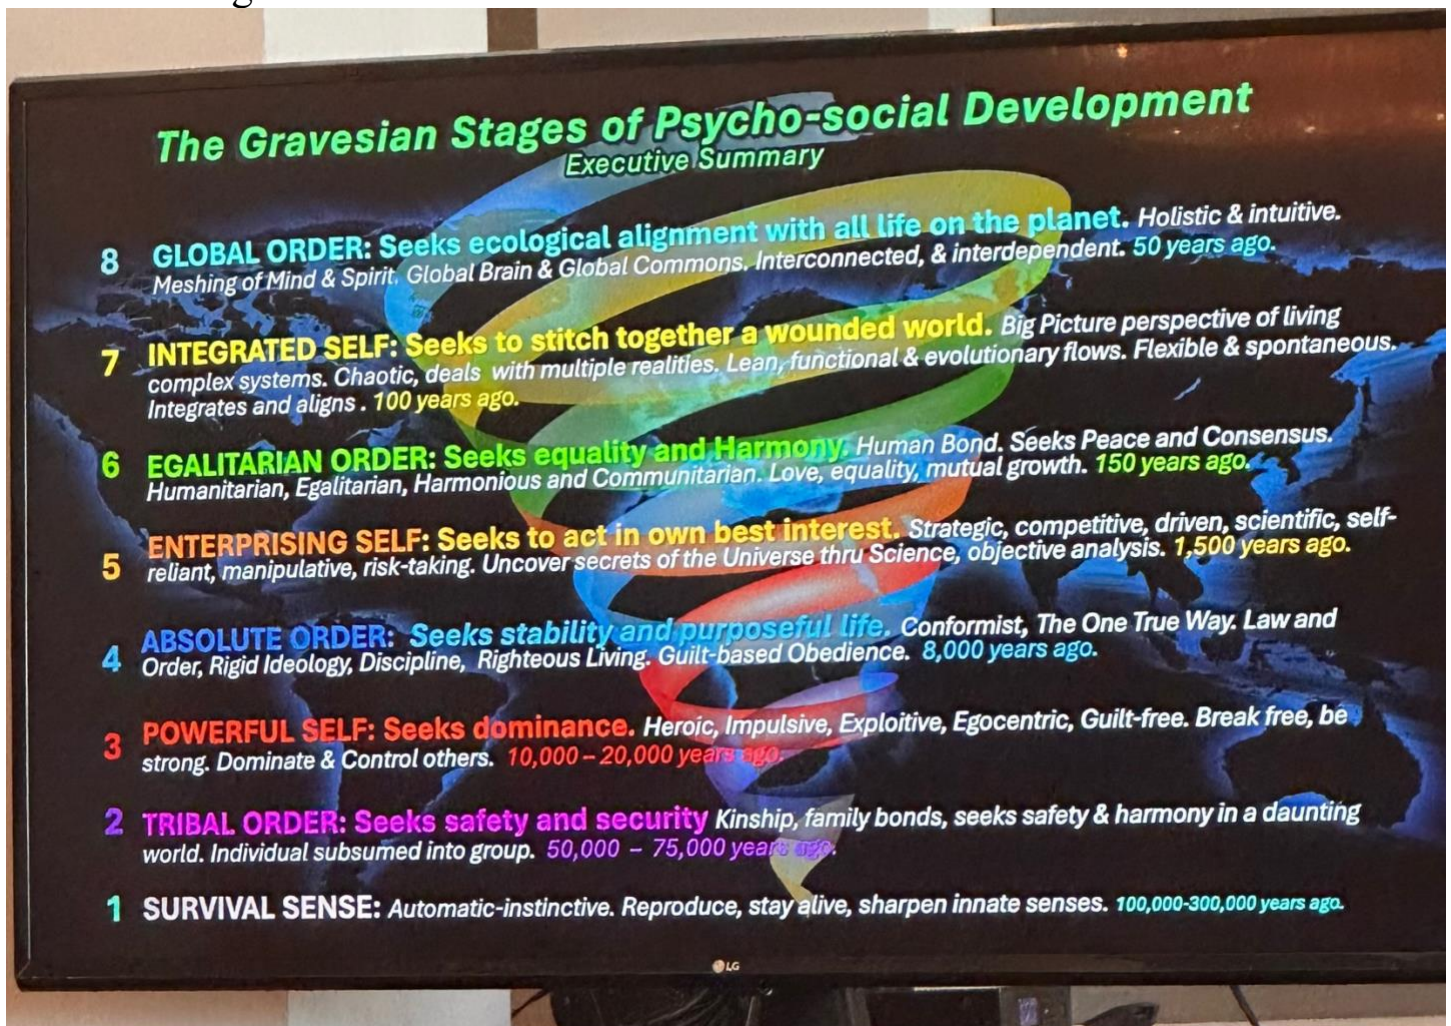 The Gravesian Stages of Psycho-social Development
Executive Summary
8 GLOBAL ORDER: Seeks ecological alignment with all life on the planet. Holistic & intuitive.
Meshing of Mind & Spirit. Global Brain & Global Commons. Interconnected, & interdependent. 50 years ago.
7 INTEGRATED SELF: Seeks to stitch together a wounded world. Big Picture perspective of living
complex systems. Chaotic, deals with multiple realities. Lean, functional & evolutionary flows. Flexible & spontaneous.
Integrates and aligns . 100 years ago.
6 EGALITARIAN ORDER: Seeks equality and Harmony. Human Bond. Seeks Peace and Consensus.
Humanitarian, Egalitarian, Harmonious and Communitarian. Love, equality, mutual growth. 150 years ago.
5 ENTERPRISING SELF: Seeks to act in own best interest. Strategic, competitive, driven, scientific, self-
reliant, manipulative, risk-taking. Uncover secrets of the Universe thru Science, objective analysis. 1,500 years ago.
4 ABSOLUTE ORDER: Seeks stability and purposeful life. Conformist, The One True Way. Law and
Order, Rigid Ideology, Discipline, Righteous Living. Guilt-based Obedience. 8,000 years ago.
3 POWERFUL SELF: Seeks dominance. Heroic, Impulsive, Exploitive, Egocentric, Guilt-free. Break free, be
strong. Dominate & Control others. 10,000 – 20,000 years ago.
2 TRIBAL ORDER: Seeks safety and security Kinship, family bonds, seeks safety & harmony in a daunting
world. Individual subsumed into group. 50,000 – 75,000 years ago.
1 SURVIVAL SENSE: Automatic-instinctive. Reproduce, stay alive, sharpen innate senses. 100,000-300,000 years ago.
LG